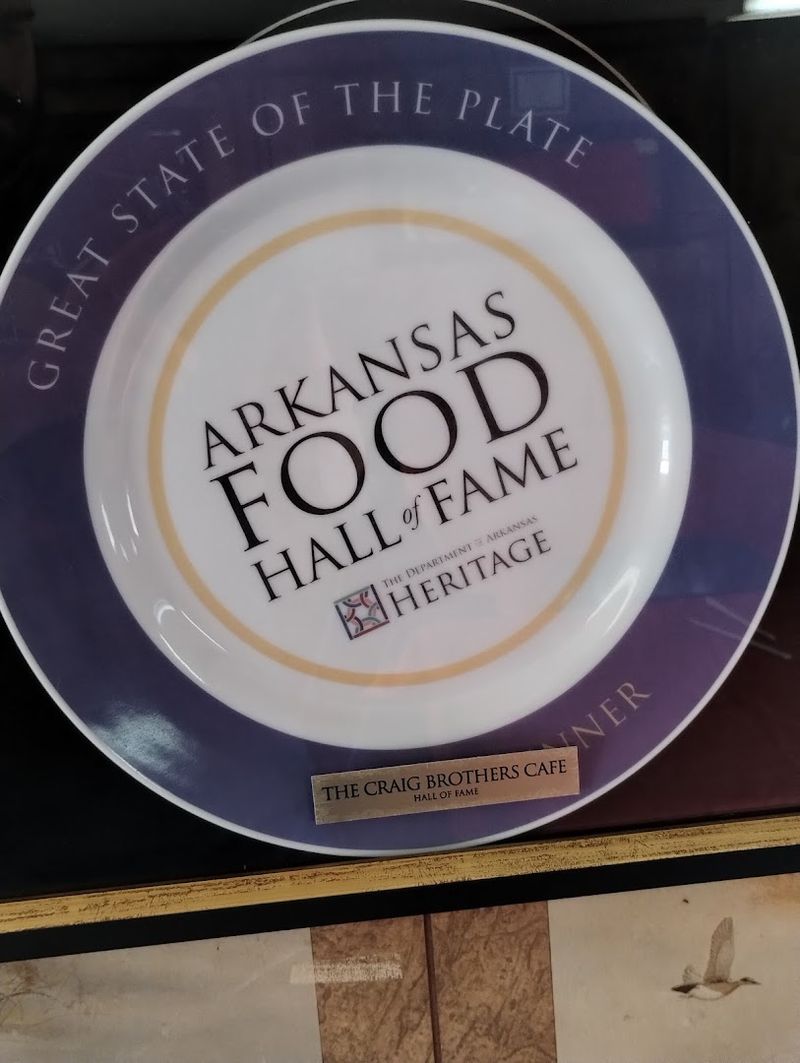 GREAT STATE OF THE PLATE
ARKANSAS
FOOD
HALL of FAME
THE DEPARTMENT OF ARKANSAS
HERITAGE
THE CRAIG BROTHERS CAFE
HALL OF FAME